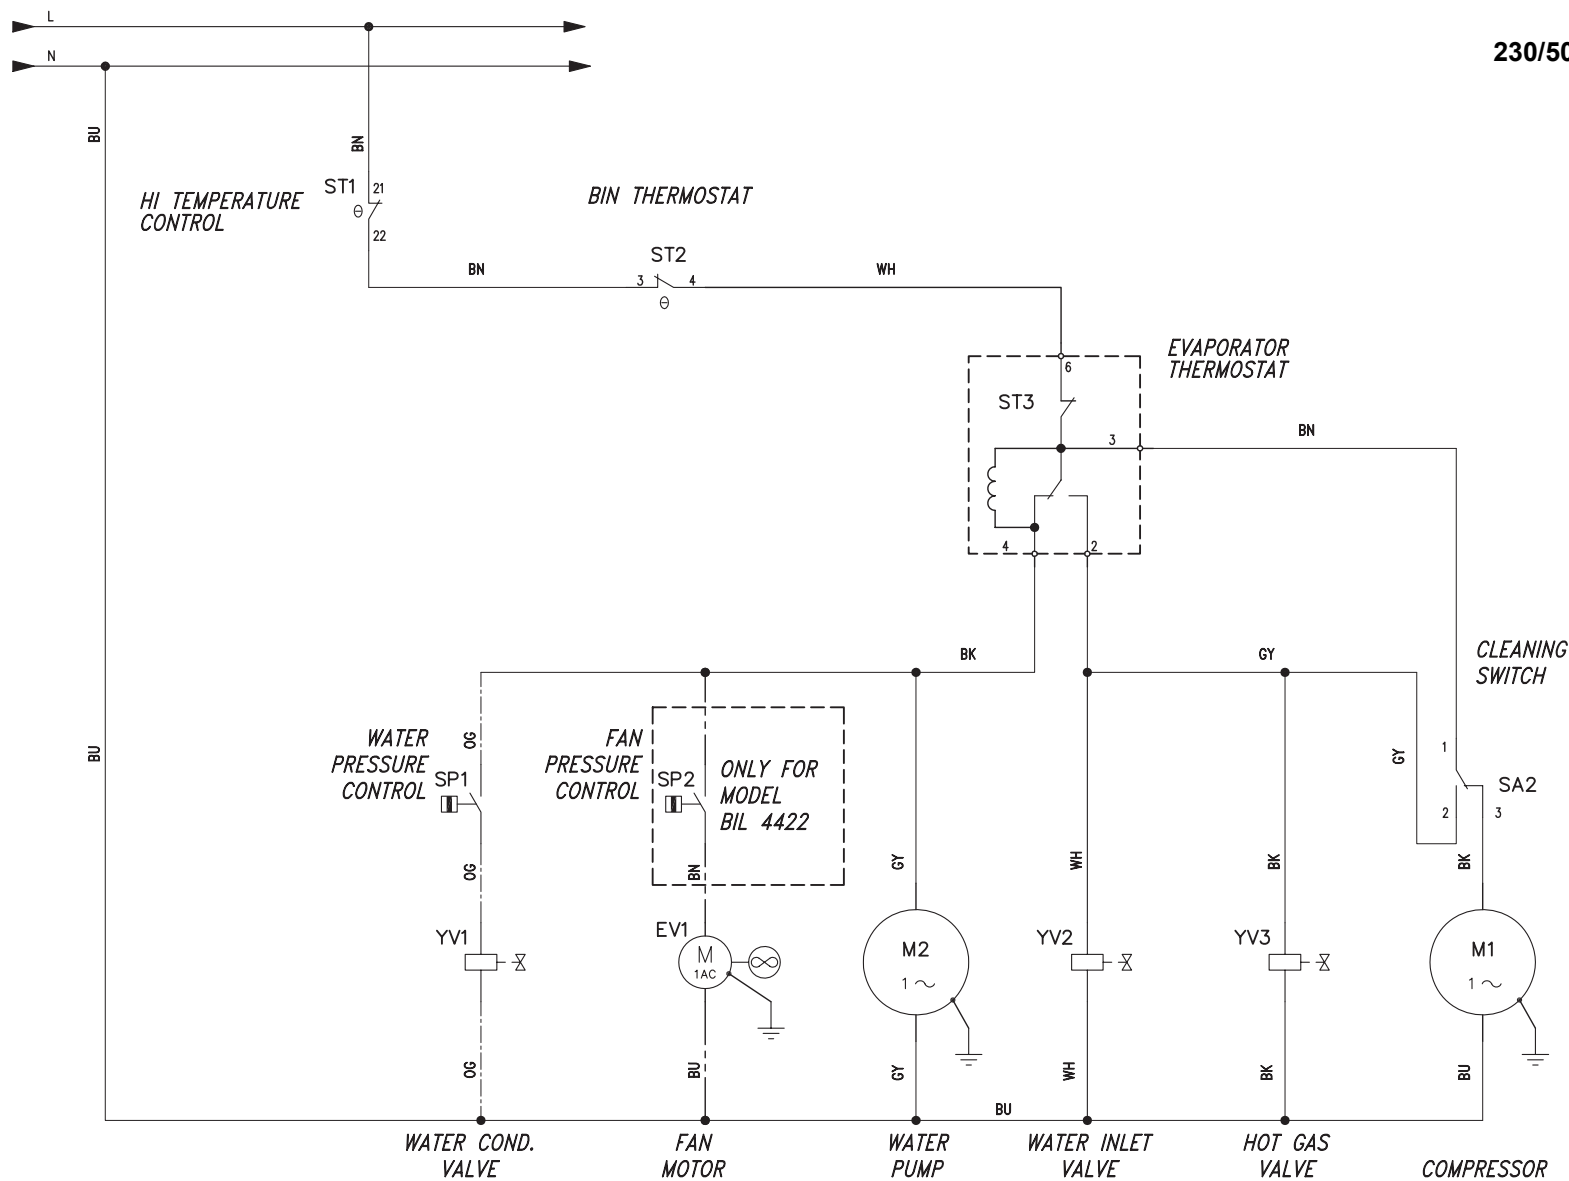 L
N
230/50
BU
BN
HI TEMPERATURE
CONTROL
ST1
21
22
BIN THERMOSTAT
ST2
BN
3
4
WH
EVAPORATOR
THERMOSTAT
6
ST3
3
BN
4
2
BK
GY
CLEANING
SWITCH
BU
OG
WATER
PRESSURE
CONTROL
SP1
FAN
PRESSURE
CONTROL
SP2
ONLY FOR
MODEL
BIL 4422
GY
1
2
3
SA2
OG
BN
GY
WH
BK
BK
YV1
EV1
M
1AC
M2
1
YV2
YV3
M1
1
OG
BU
GY
WH
BK
BU
BU
WATER COND.
VALVE
FAN
MOTOR
WATER
PUMP
WATER INLET
VALVE
HOT GAS
VALVE
COMPRESSOR